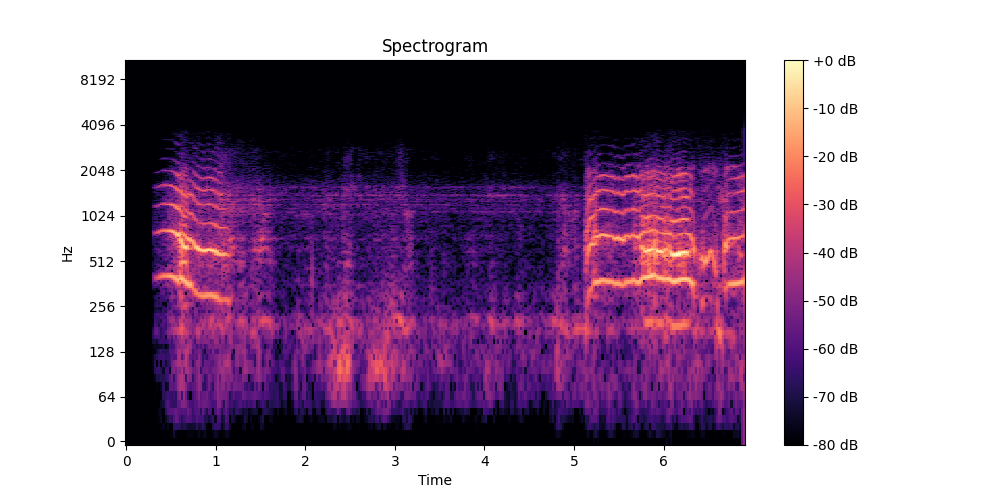 Spectrogram
Hz
8192
4096
2048
1024
512
256
128
64
0
0 1 2 3 4 5 6
Time
+0 dB
-10 dB
-20 dB
-30 dB
-40 dB
-50 dB
-60 dB
-70 dB
-80 dB